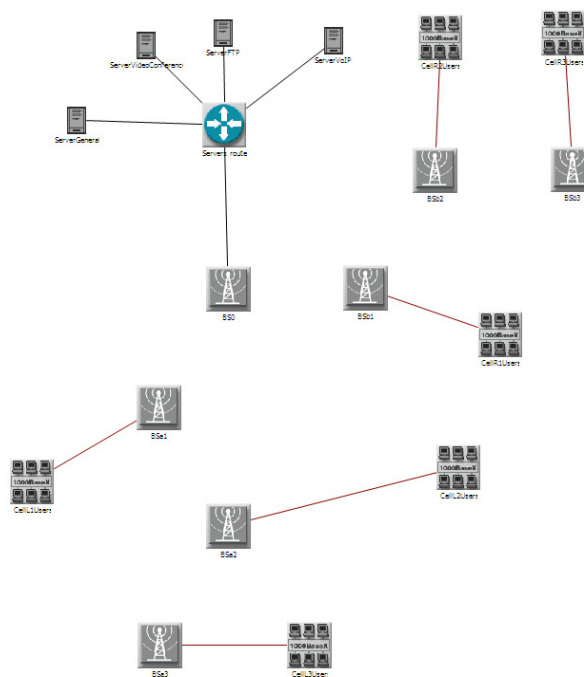 1000BaseX
CellR2Users
1000BaseX
CellR3Users
ServerVideoConferenc
ServerFTP
ServerVoIP
ServerGeneral
Servers route
BSb2
BSb3
BS0
BSb1
1000BaseX
CellR1Users
BSa1
1000BaseX
CellL1Users
1000BaseX
CellL2Users
BSa2
BSa3
1000BaseX
CellL3Users